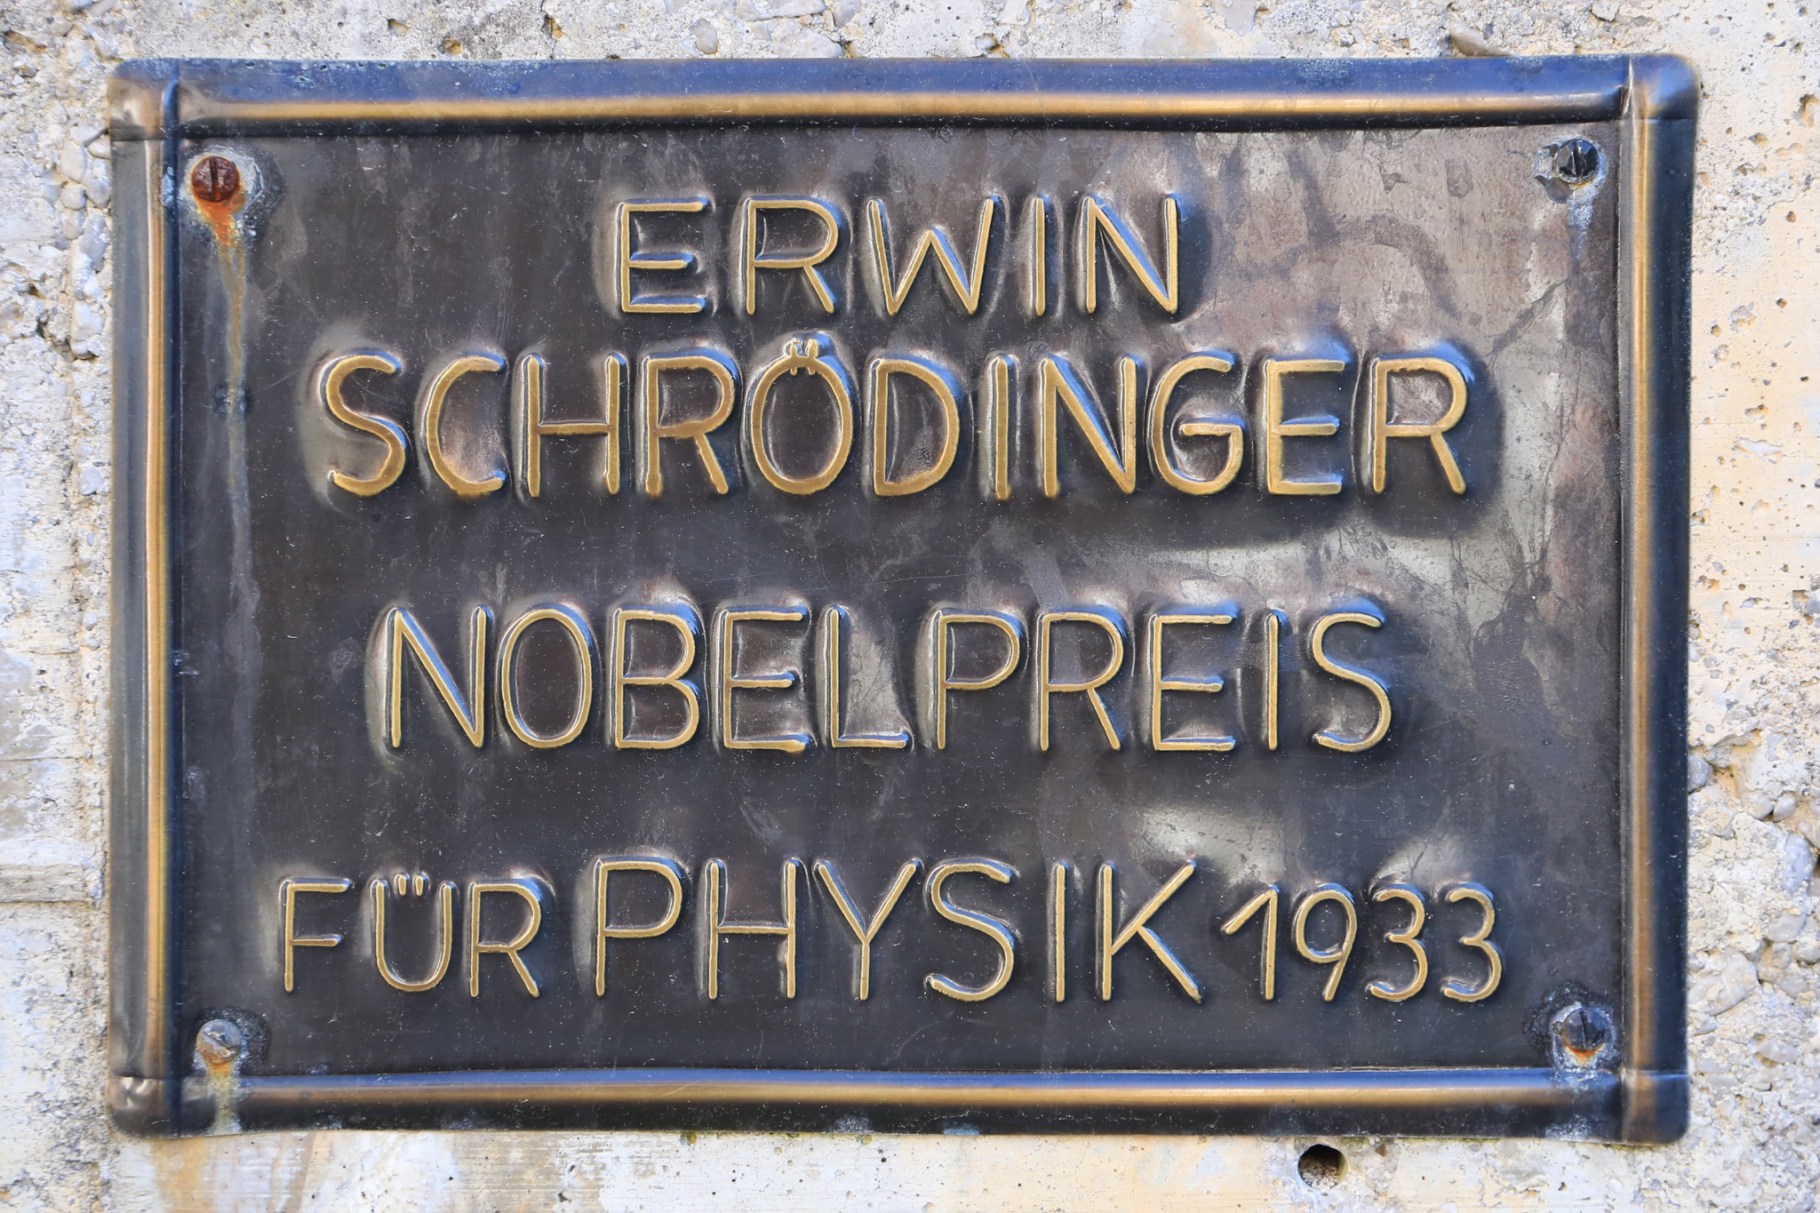 ERWIN
SCHRÖDINGER
NOBELPREIS
FÜR PHYSIK 1933